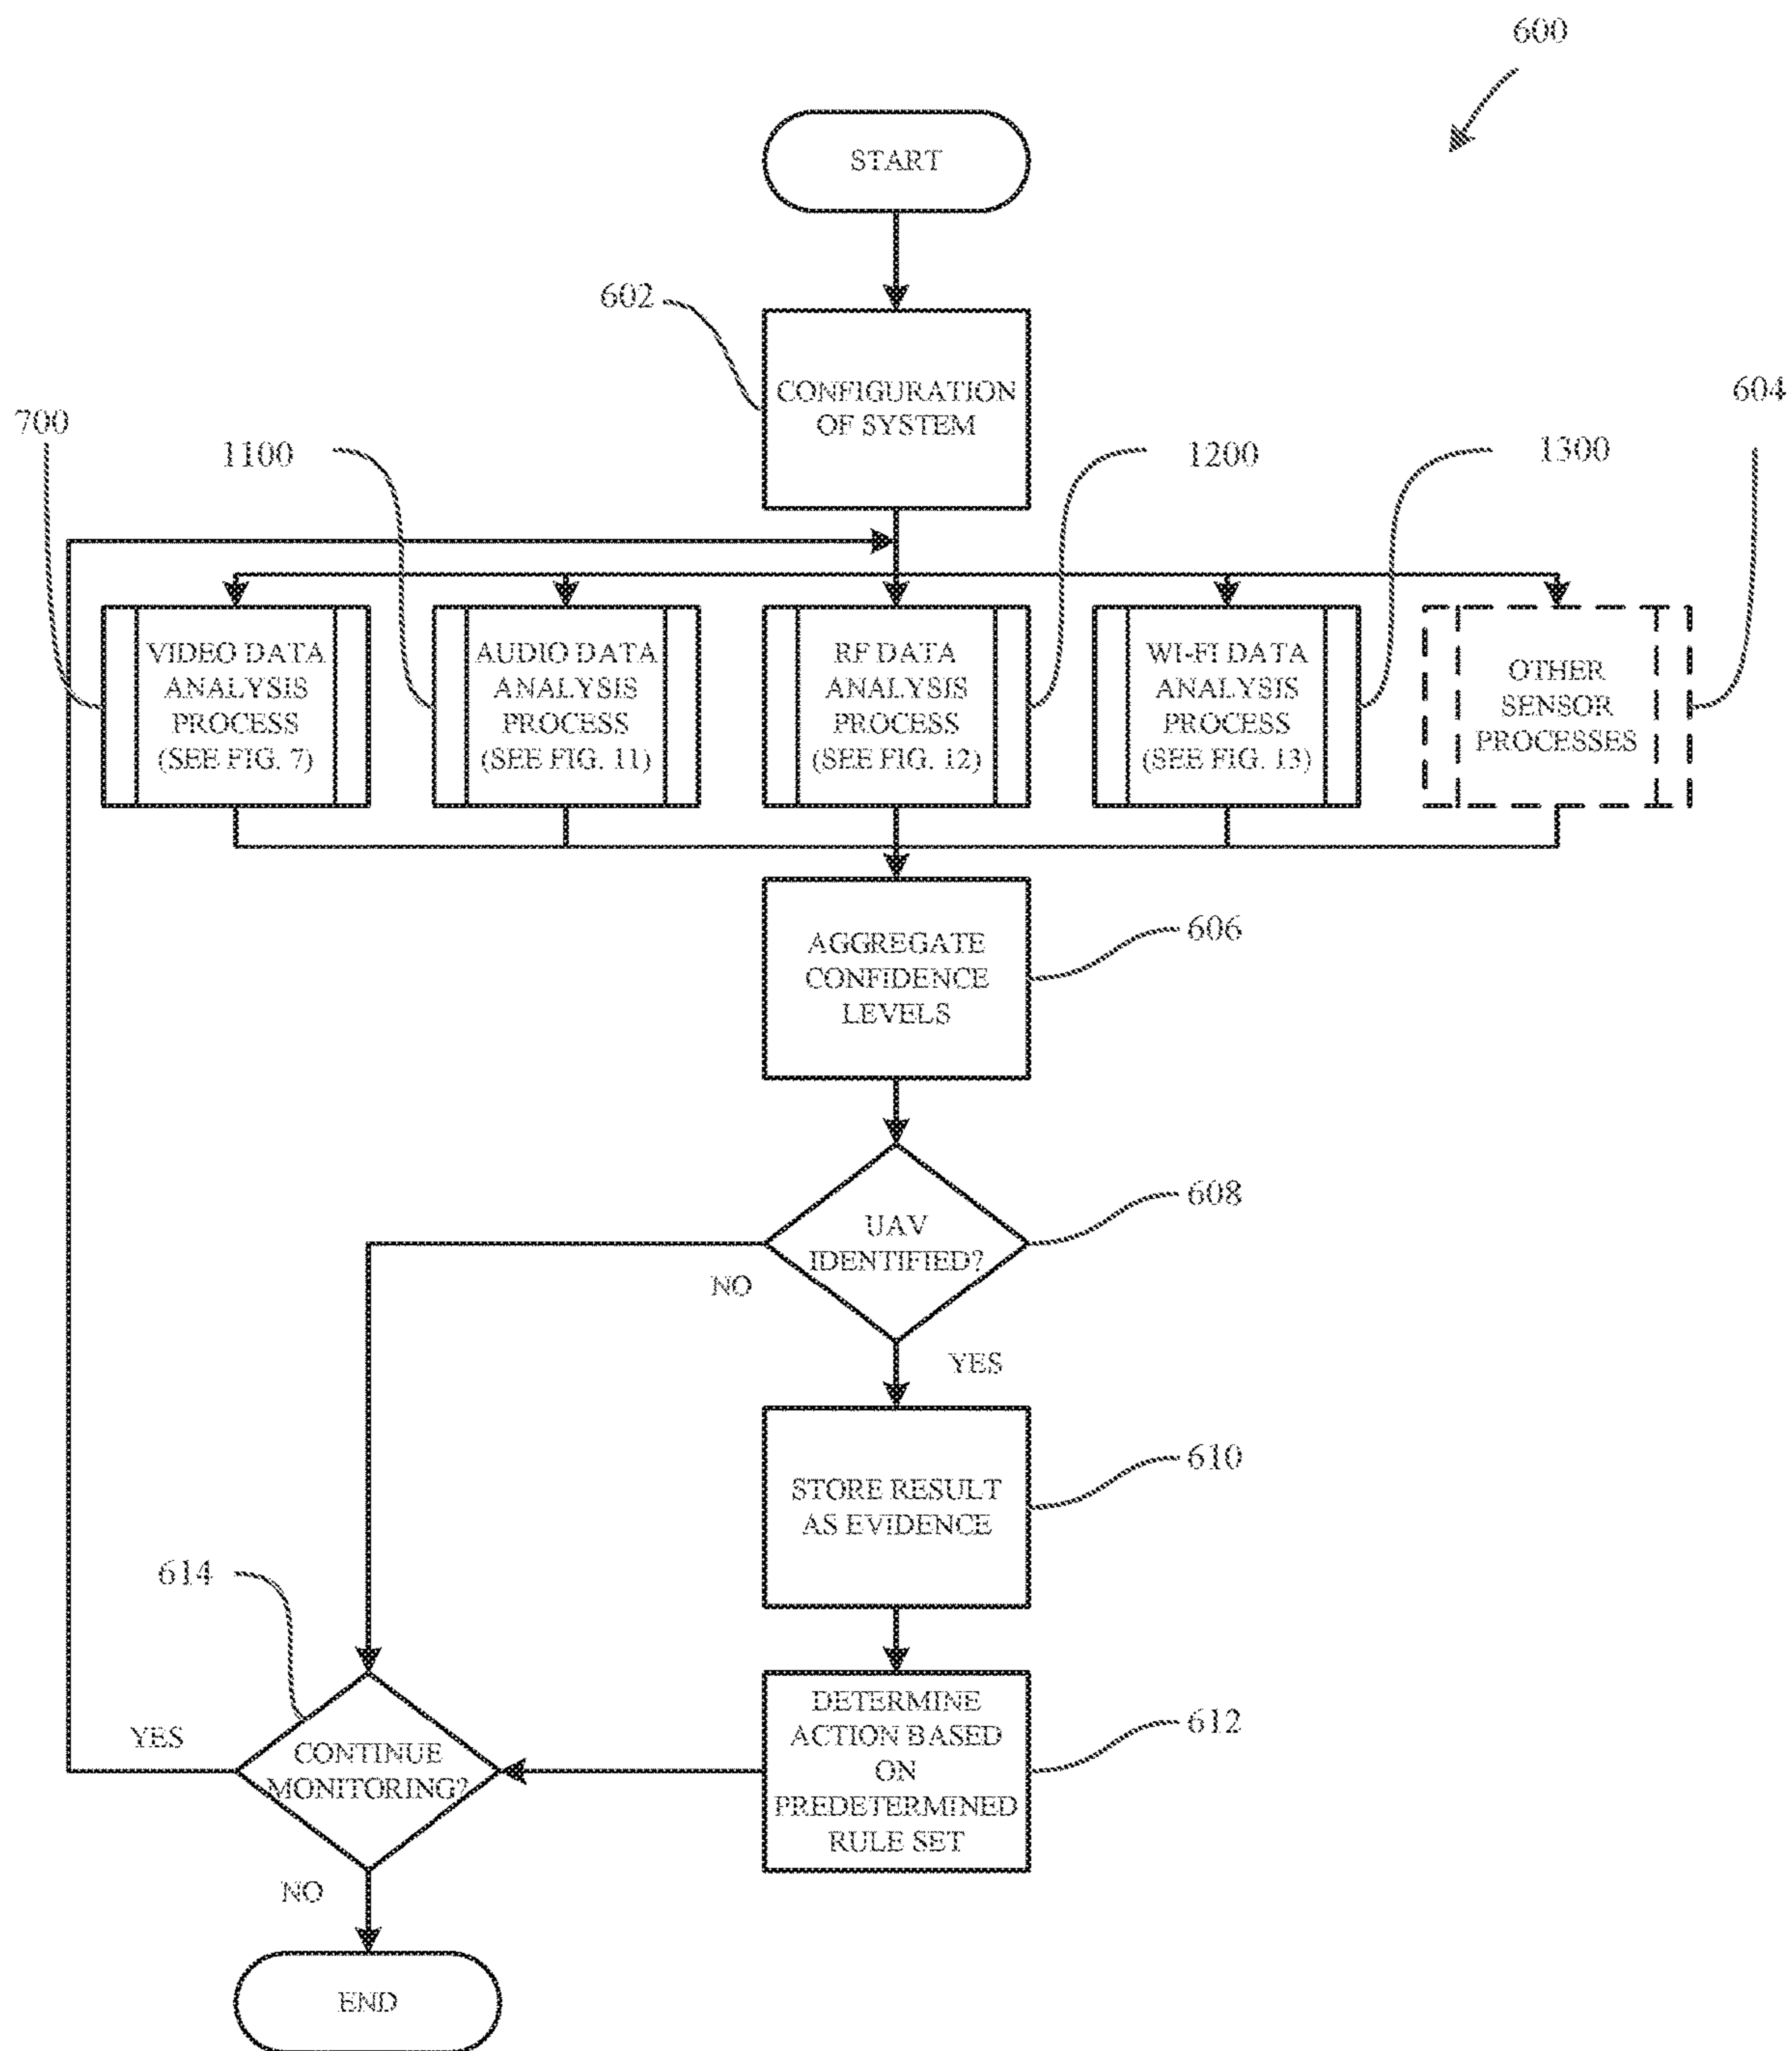 600
START
602
CONFIGURATION
OF SYSTEM
700
1100
1200
1300
604
VIDEO DATA
ANALYSIS
PROCESS
(SEE FIG. 7)
AUDIO DATA
ANALYSIS
PROCESS
(SEE FIG. 11)
RF DATA
ANALYSIS
PROCESS
(SEE FIG. 12)
WI-FI DATA
ANALYSIS
PROCESS
(SEE FIG. 13)
OTHER
SENSOR
PROCESSES
AGGREGATE
CONFIDENCE
LEVELS
606
UAV
IDENTIFIED?
608
NO
YES
STORE RESULT
AS EVIDENCE
610
614
DETERMINE
ACTION BASED
ON
PREDETERMINED
RULE SET
612
YES
CONTINUE
MONITORING?
NO
END